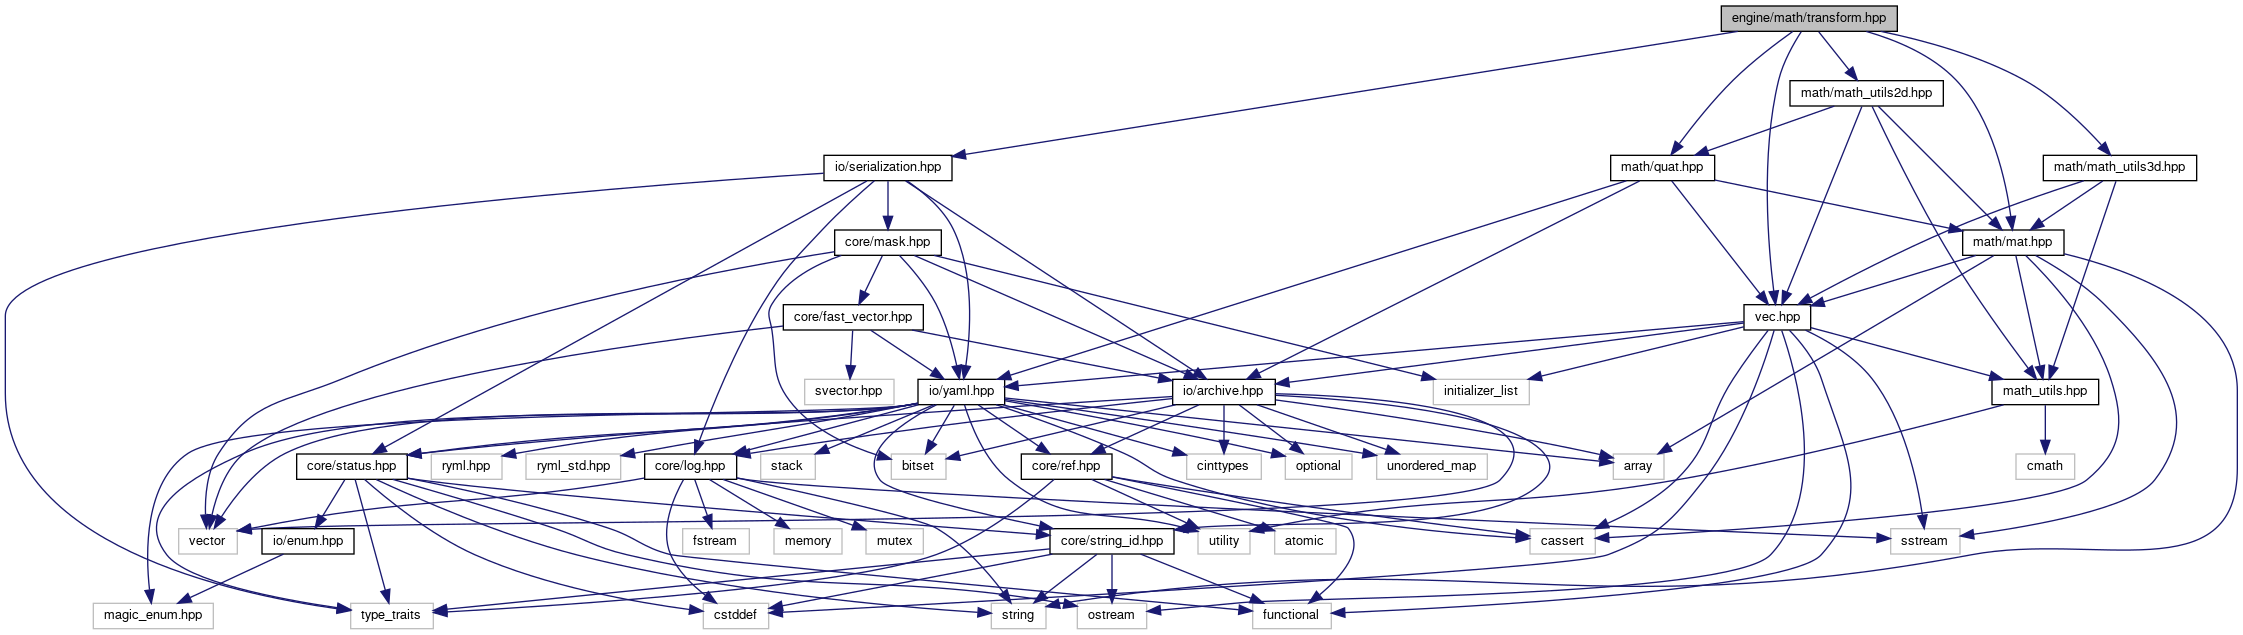 engine/math/transform.hpp
math/math_utils2d.hpp
io/serialization.hpp
math/quat.hpp
math/math_utils3d.hpp
core/mask.hpp
math/mat.hpp
core/fast_vector.hpp
vec.hpp
svector.hpp
io/yaml.hpp
io/archive.hpp
initializer_list
math_utils.hpp
core/status.hpp
ryml.hpp
ryml_std.hpp
core/log.hpp
stack
bitset
core/ref.hpp
cinttypes
optional
unordered_map
array
cmath
vector
io/enum.hpp
fstream
memory
mutex
core/string_id.hpp
utility
atomic
cassert
sstream
magic_enum.hpp
type_traits
cstddef
string
ostream
functional